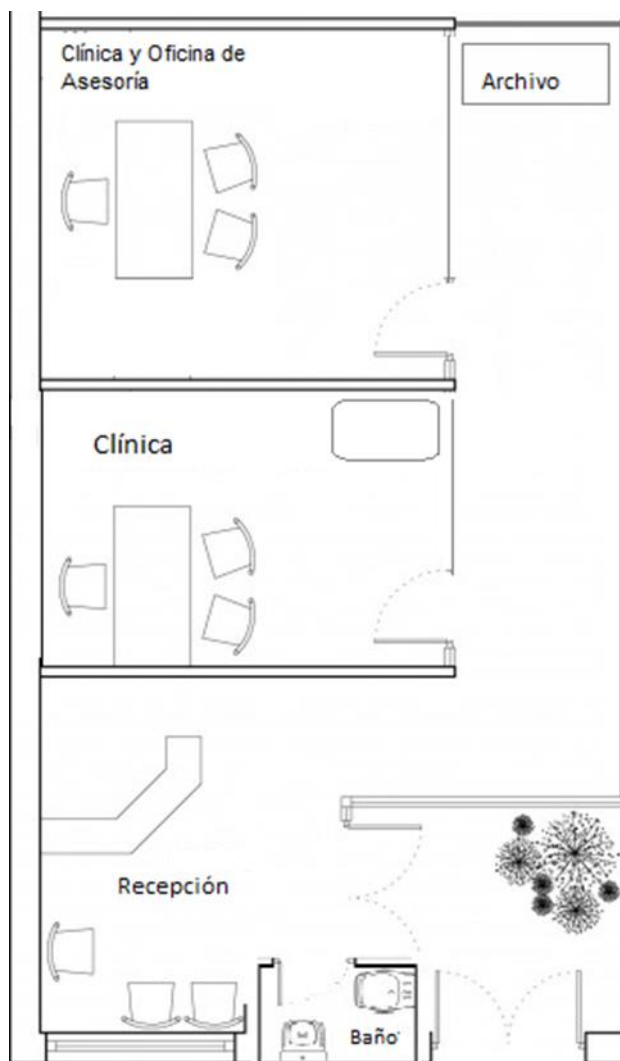 Clínica y Oficina de
Asesoría
Archivo
Clínica
Recepción
Baño